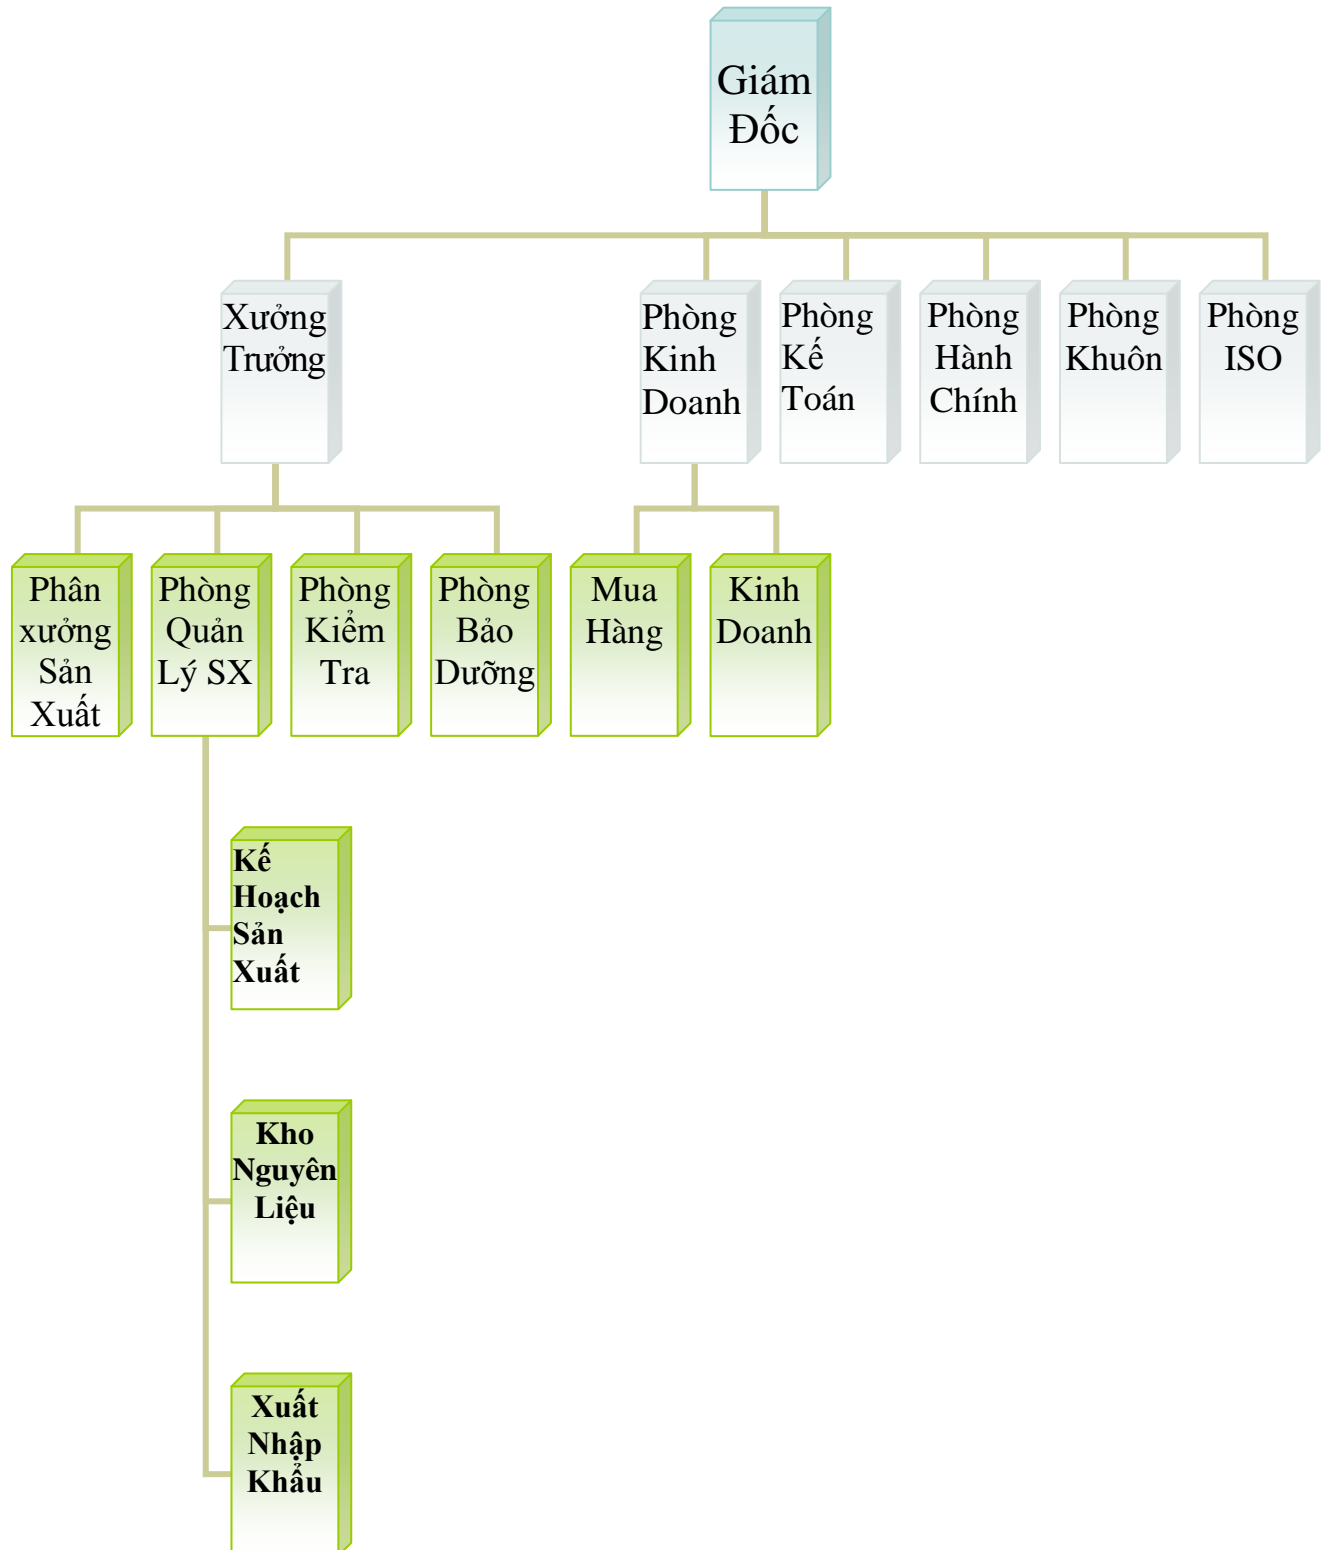 Giám
Đốc
Xưởng
Trưởng
Phòng
Kinh
Doanh
Phòng
Kế
Toán
Phòng
Hành
Chính
Phòng
Khuôn
Phòng
ISO
Phân
xưởng
Sản
Xuất
Phòng
Quản
Lý SX
Phòng
Kiểm
Tra
Phòng
Bảo
Dưỡng
Mua
Hàng
Kinh
Doanh
Kế
Hoạch
Sản
Xuất
Kho
Nguyên
Liệu
Xuất
Nhập
Khẩu